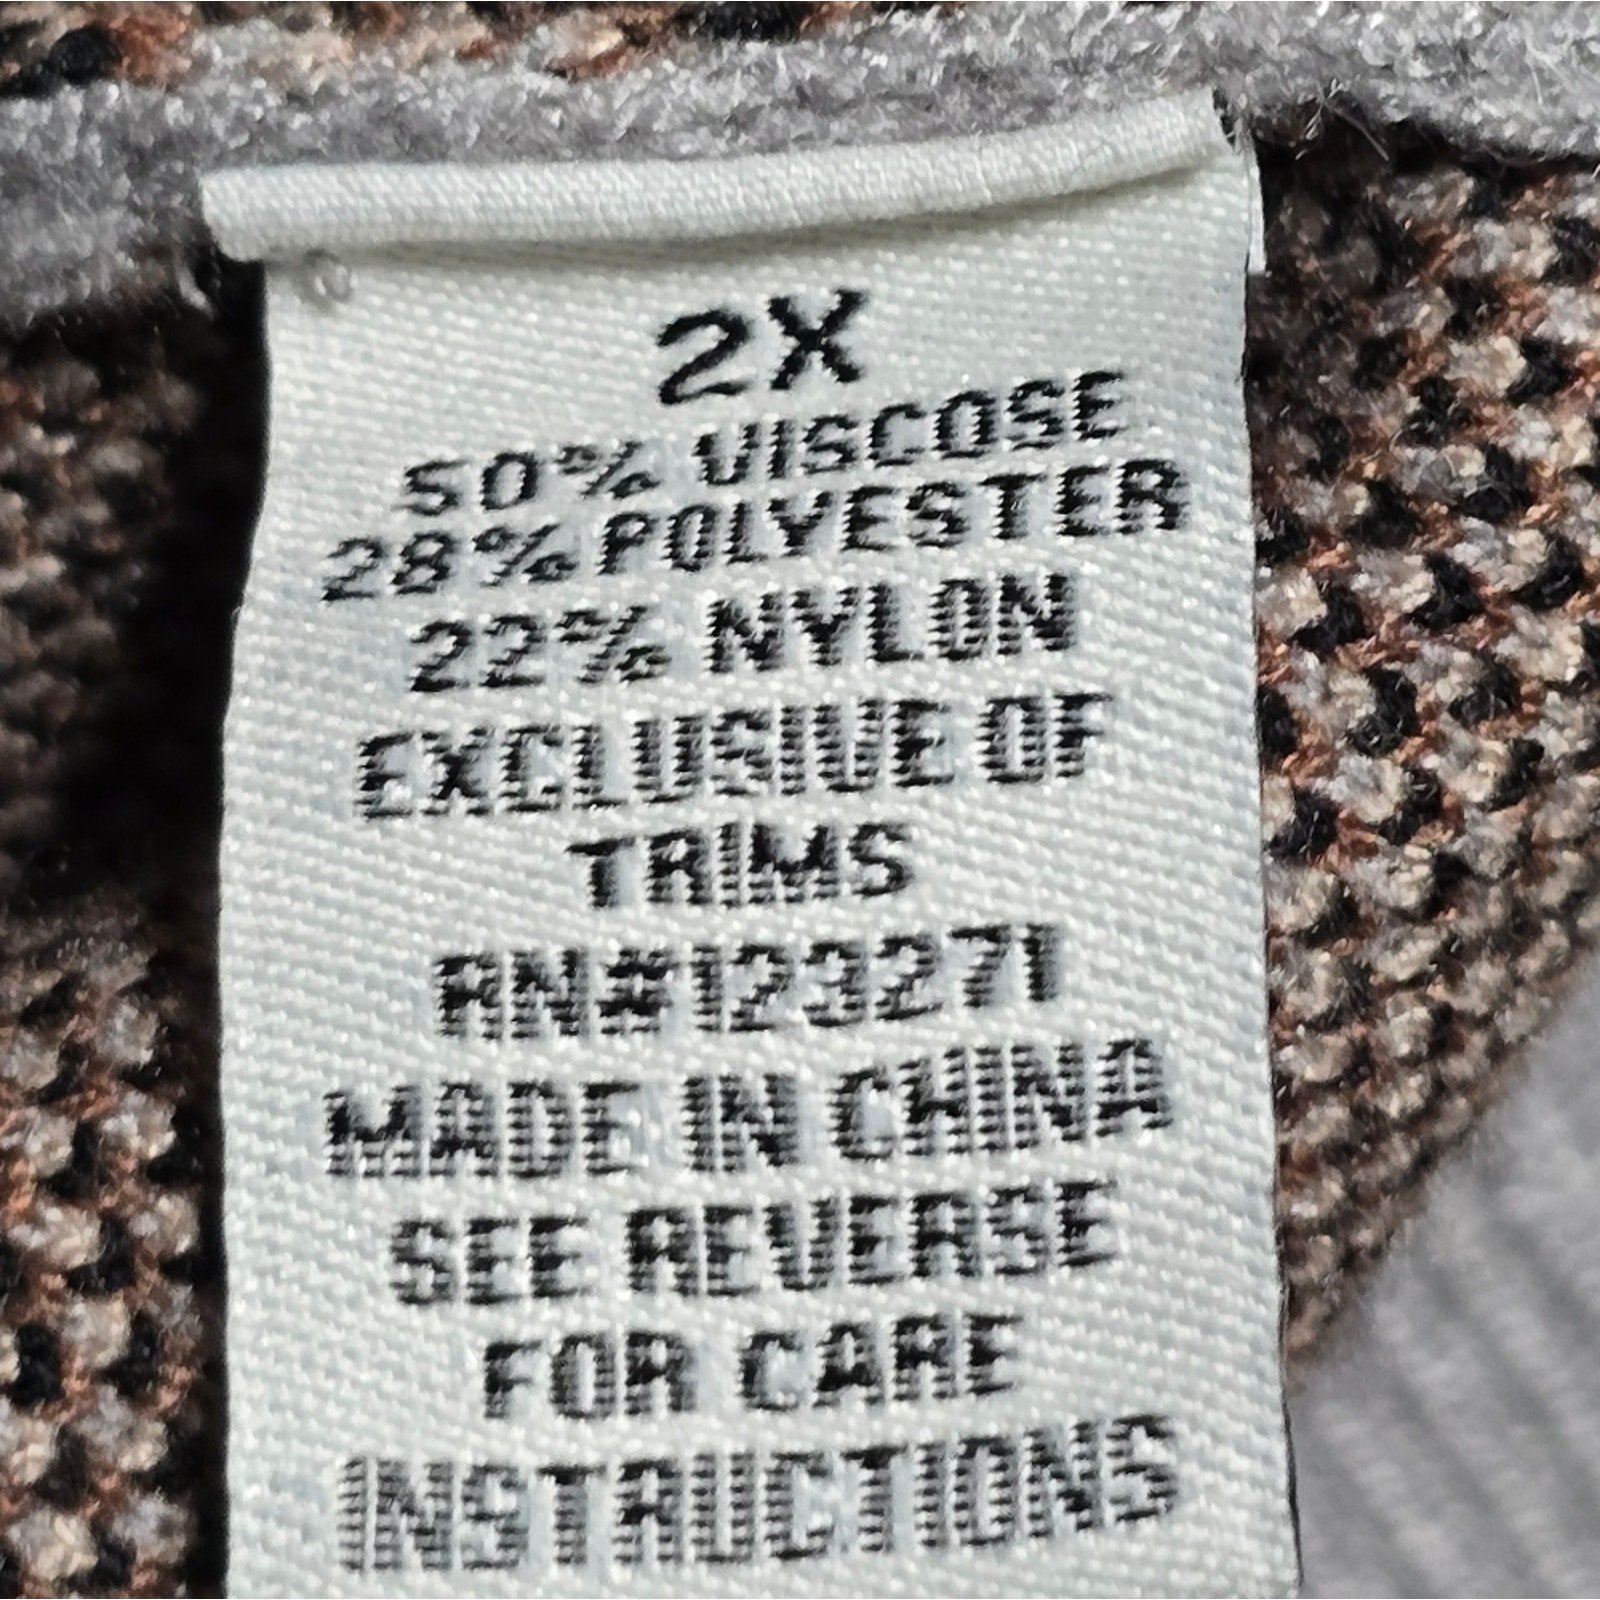 2X
50% VISCOSE
28% POLYESTER
22% NYLON
EXCLUSIVE OF
TRIMS
RN#123271
MADE IN CHINA
SEE REVERSE
FOR CARE
INSTRUCTIONS